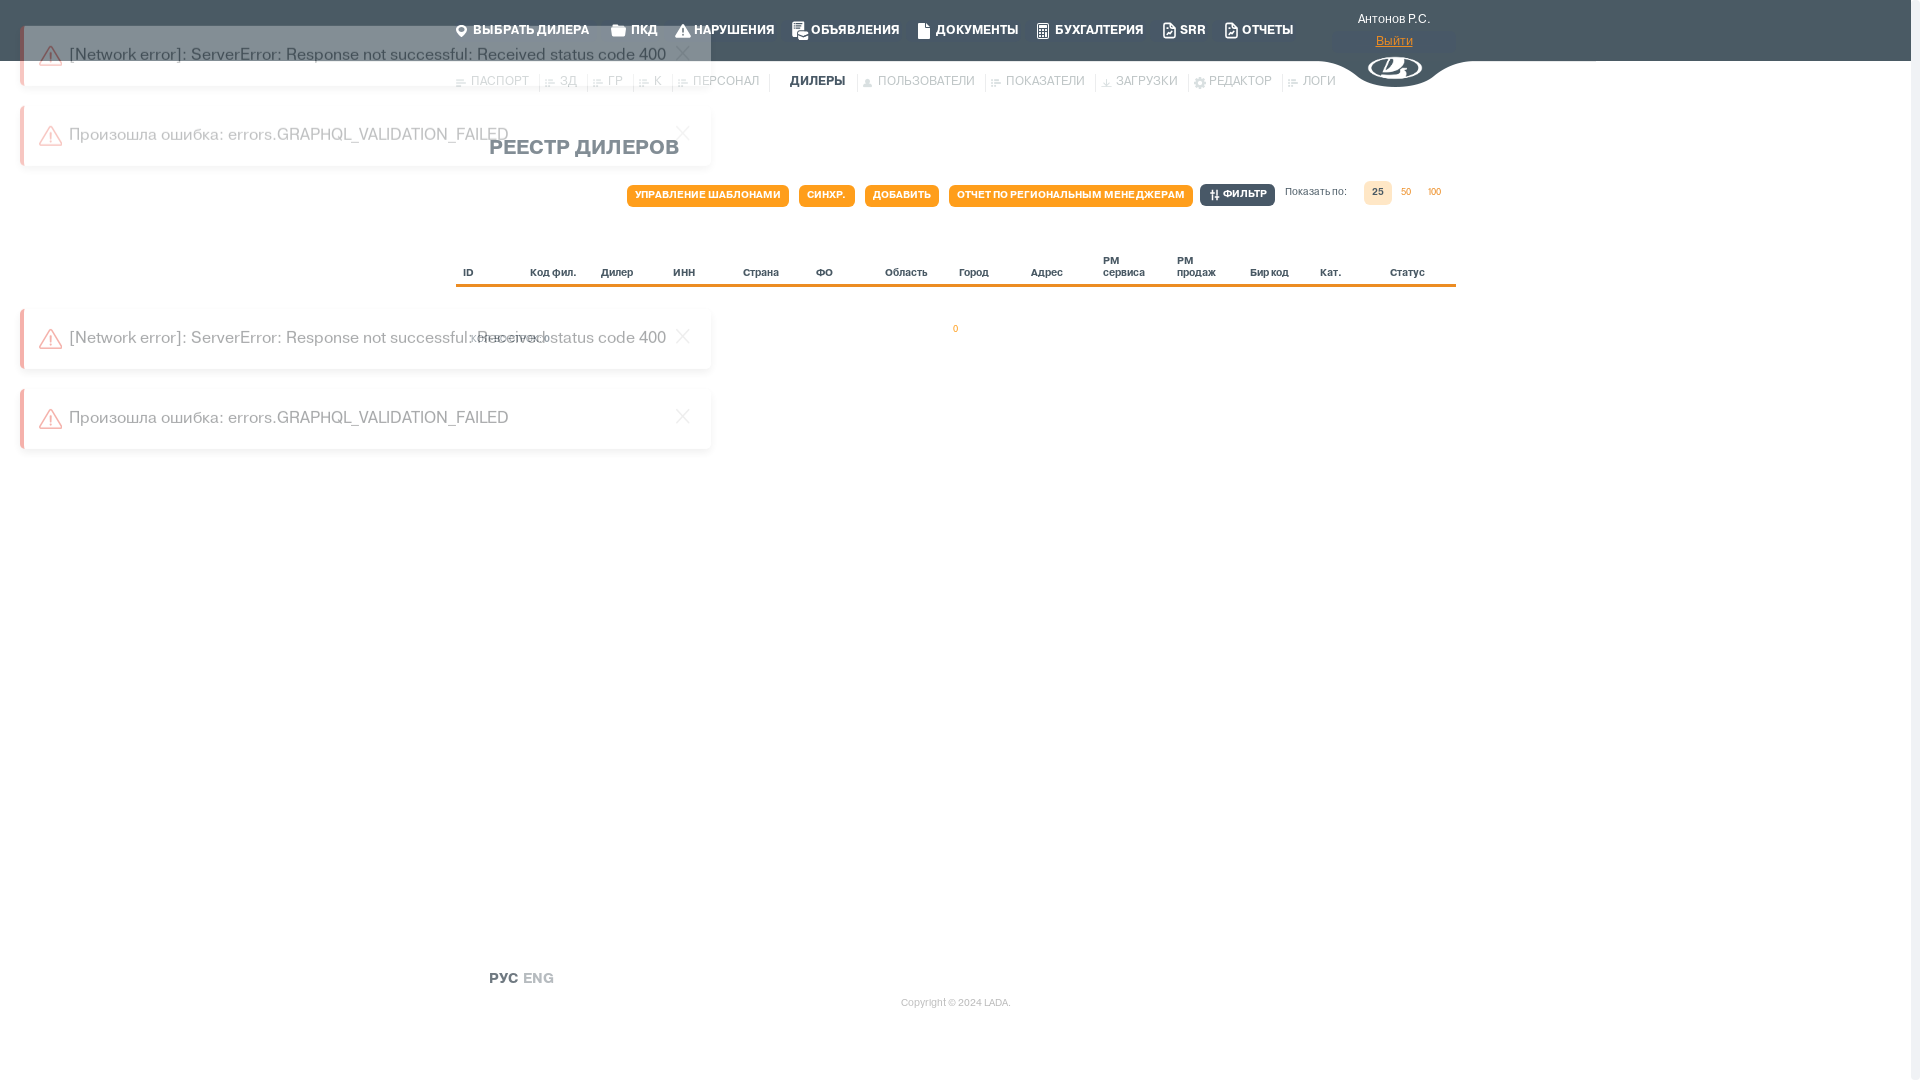 ВЫБРАТЬ ДИЛЕРА ПКД НАРУШЕНИЯ ОБЪЯВЛЕНИЯ ДОКУМЕНТЫ БУХГАЛТЕРИЯ SRR ОТЧЕТЫ
Антонов Р.С.
Выйти
[Network error]: ServerError: Response not successful: Received status code 400
ПАСПОРТ ЗД ГР К ПЕРСОНАЛ ДИЛЕРЫ ПОЛЬЗОВАТЕЛИ ПОКАЗАТЕЛИ ЗАГРУЗКИ РЕДАКТОР ЛОГИ
Произошла ошибка: errors.GRAPHQL_VALIDATION_FAILED
РЕЕСТР ДИЛЕРОВ
УПРАВЛЕНИЕ ШАБЛОНАМИ СИНХР. ДОБАВИТЬ ОТЧЕТ ПО РЕГИОНАЛЬНЫМ МЕНЕДЖЕРАМ ФИЛЬТР Показать по: 25 50 100
ID Код фил. Дилер ИНН Страна ФО Область Город Адрес РМ сервиса РМ продаж Бир код Кат. Статус
0
[Network error]: ServerError: Response not successful: Received status code 400
Произошла ошибка: errors.GRAPHQL_VALIDATION_FAILED
РУС ENG
Copyright © 2024 LADA.